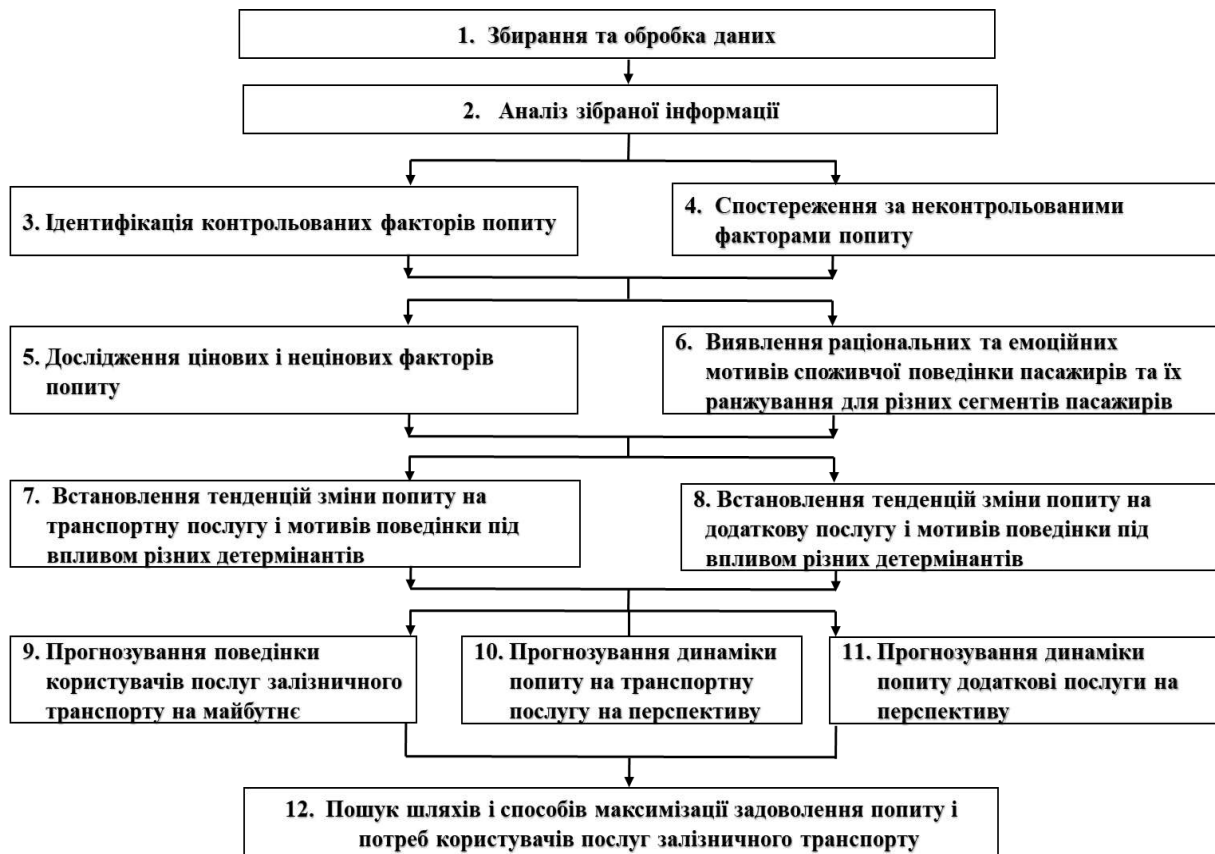 1. Збирання та обробка даних
2. Аналіз зібраної інформації
3. Ідентифікація контрольованих факторів попиту
4. Спостереження за неконтрольованими
факторами попиту
5. Дослідження цінових і нецінових факторів
попиту
6. Виявлення раціональних та емоційних
мотивів споживчої поведінки пасажирів та їх
ранжування для різних сегментів пасажирів
7. Встановлення тенденцій зміни попиту на
транспортну послугу і мотивів поведінки під
впливом різних детермінантів
8. Встановлення тенденцій зміни попиту на
додаткову послугу і мотивів поведінки під
впливом різних детермінантів
9. Прогнозування поведінки
користувачів послуг залізничного
транспорту на майбутнє
10. Прогнозування динаміки
попиту на транспортну
послугу на перспективу
11. Прогнозування динаміки
попиту додаткові послуги на
перспективу
12. Пошук шляхів і способів максимізації задоволення попиту і
потреб користувачів послуг залізничного транспорту